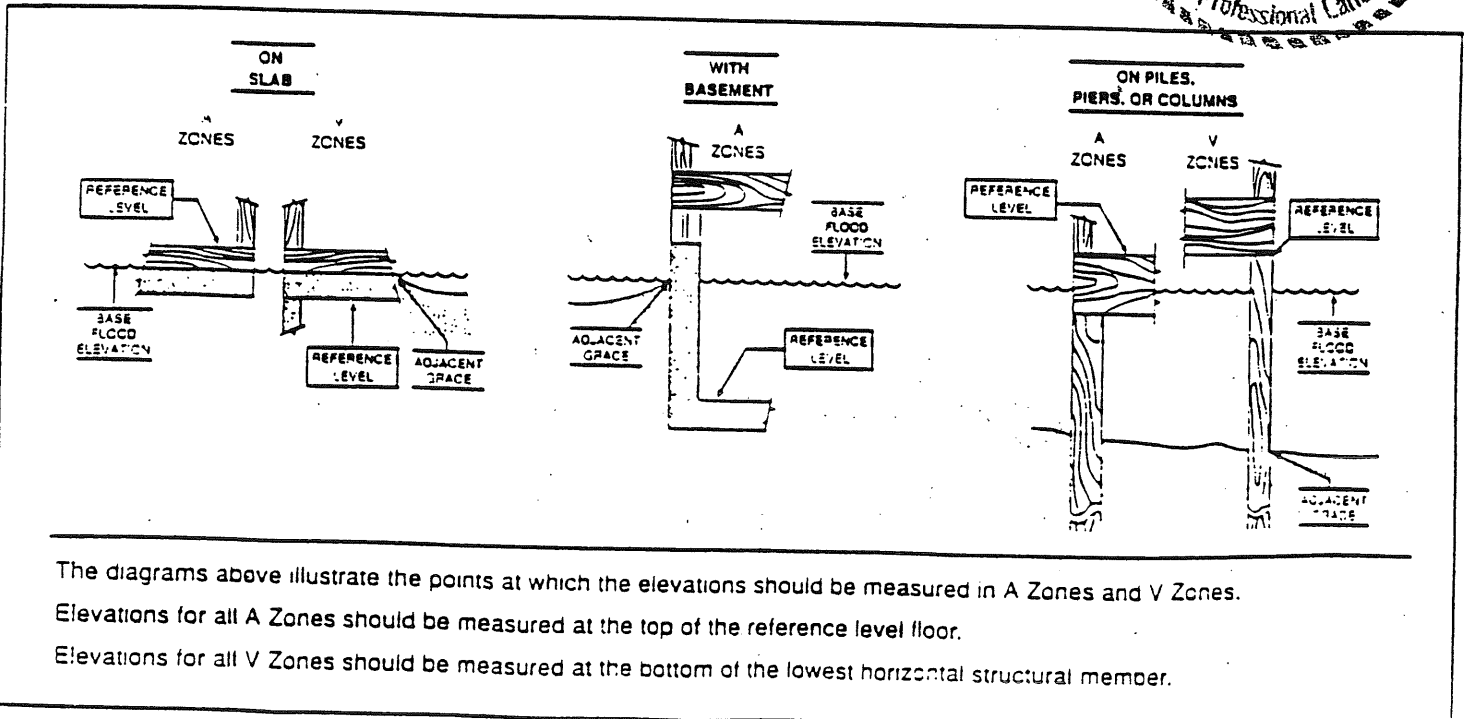 Professional
ON
SLAB
ZONES
V
ZONES
REFERENCE
LEVEL
BASE
FLOOD
ELEVATION
REFERENCE
LEVEL
ADJACENT
GRACE
WITH
BASEMENT
A
ZONES
BASE
FLOOD
ELEVATION
ADJACENT
GRACE
REFERENCE
LEVEL
ON PILES.
PIERS. OR COLUMNS
A
ZONES
V
ZONES
REFERENCE
LEVEL
REFERENCE
LEVEL
BASE
FLOOD
ELEVATION
ADJACENT
GRADE
The diagrams above illustrate the points at which the elevations should be measured in A Zones and V Zones.
Elevations for all A Zones should be measured at the top of the reference level floor.
Elevations for all V Zones should be measured at the bottom of the lowest horizontal structural member.